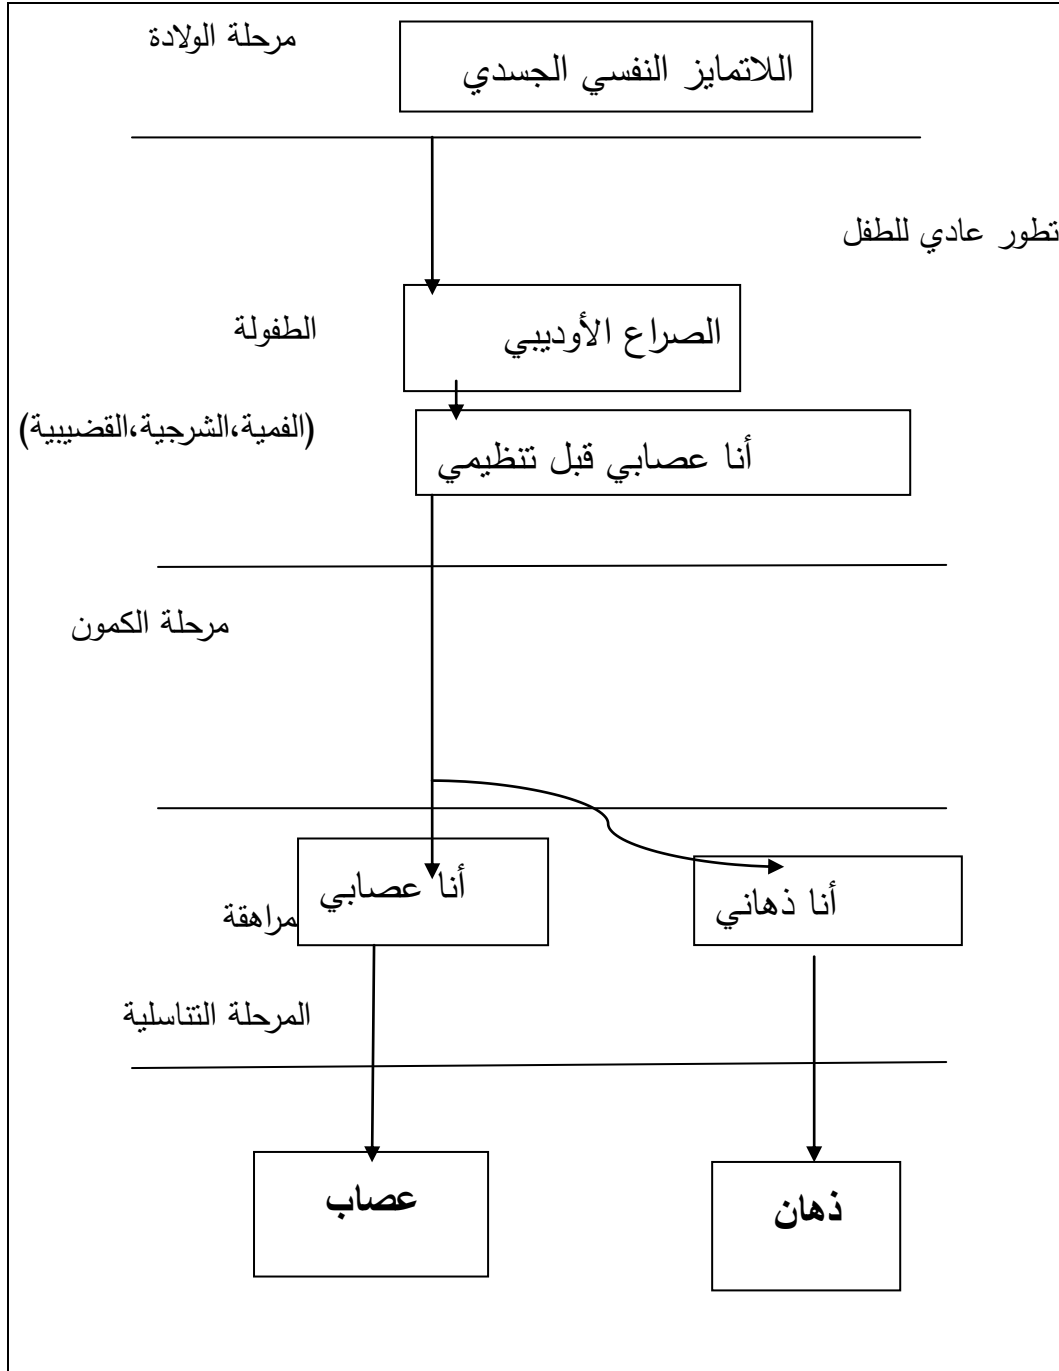 مرحلة الولادة
اللاتمايز النفسي الجسدي
تطور عادي للطفل
الطفولة
الصراع الأوديبي
(الفمية،الشرجية،القضيبية)
أنا عصابي قبل تنظيمي
مرحلة الكمون
أنا عصابي
أنا ذهاني
مراهقة
المرحلة التناسلية
عصاب
ذهان